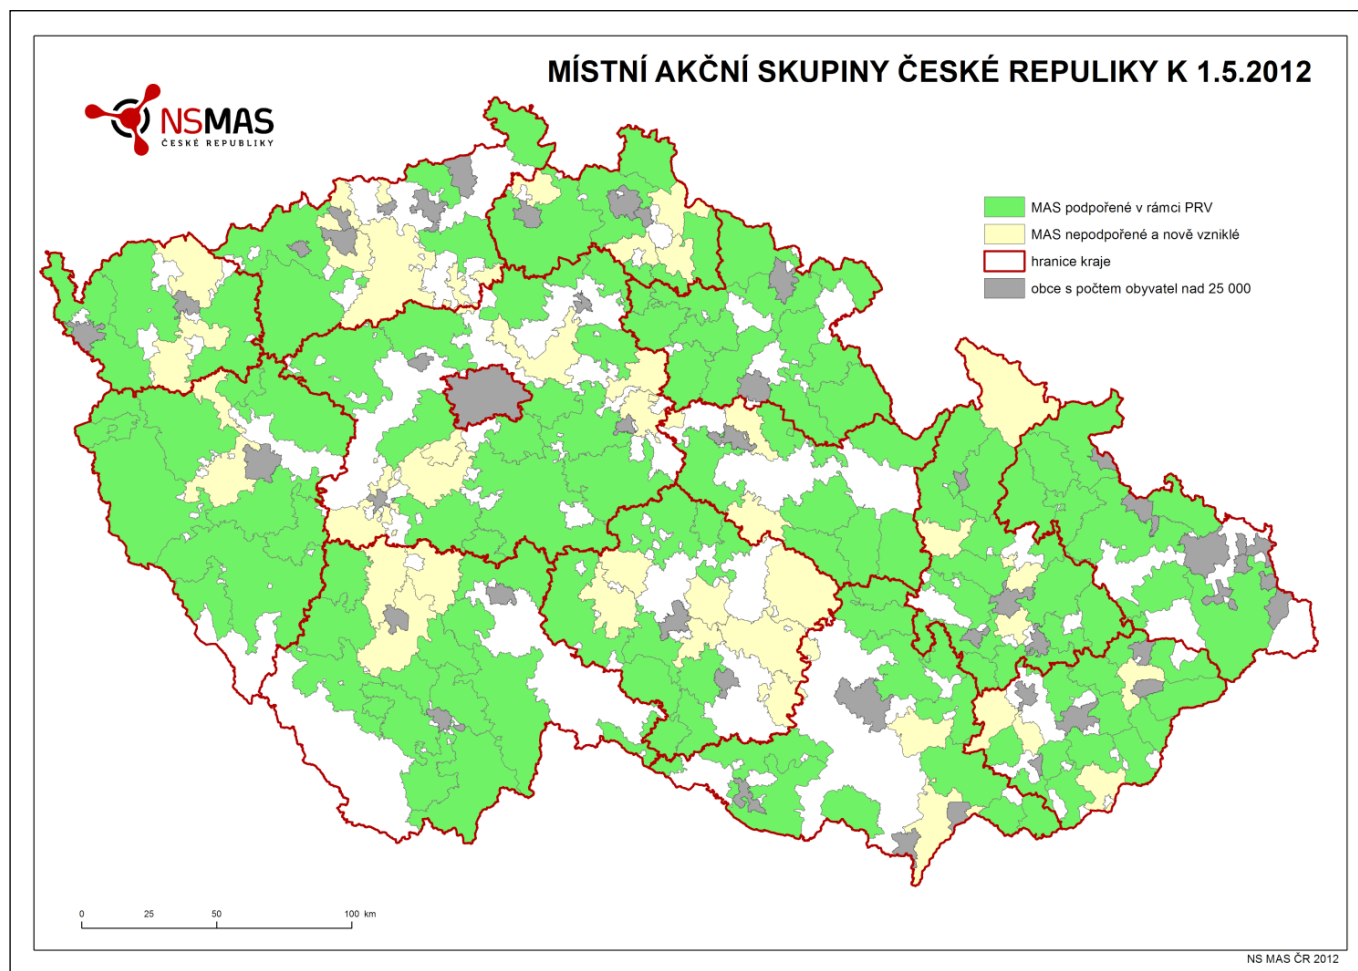 MÍSTNÍ AKČNÍ SKUPINY ČESKÉ REPULIKY K 1.5.2012
NSMAS
ČESKÉ REPUBLIKY
MAS podpořené v rámci PRV
MAS nepodpořené a nově vzniklé
hranice kraje
obce s počtem obyvatel nad 25 000
0 25 50 100 km
NS MAS ČR 2012